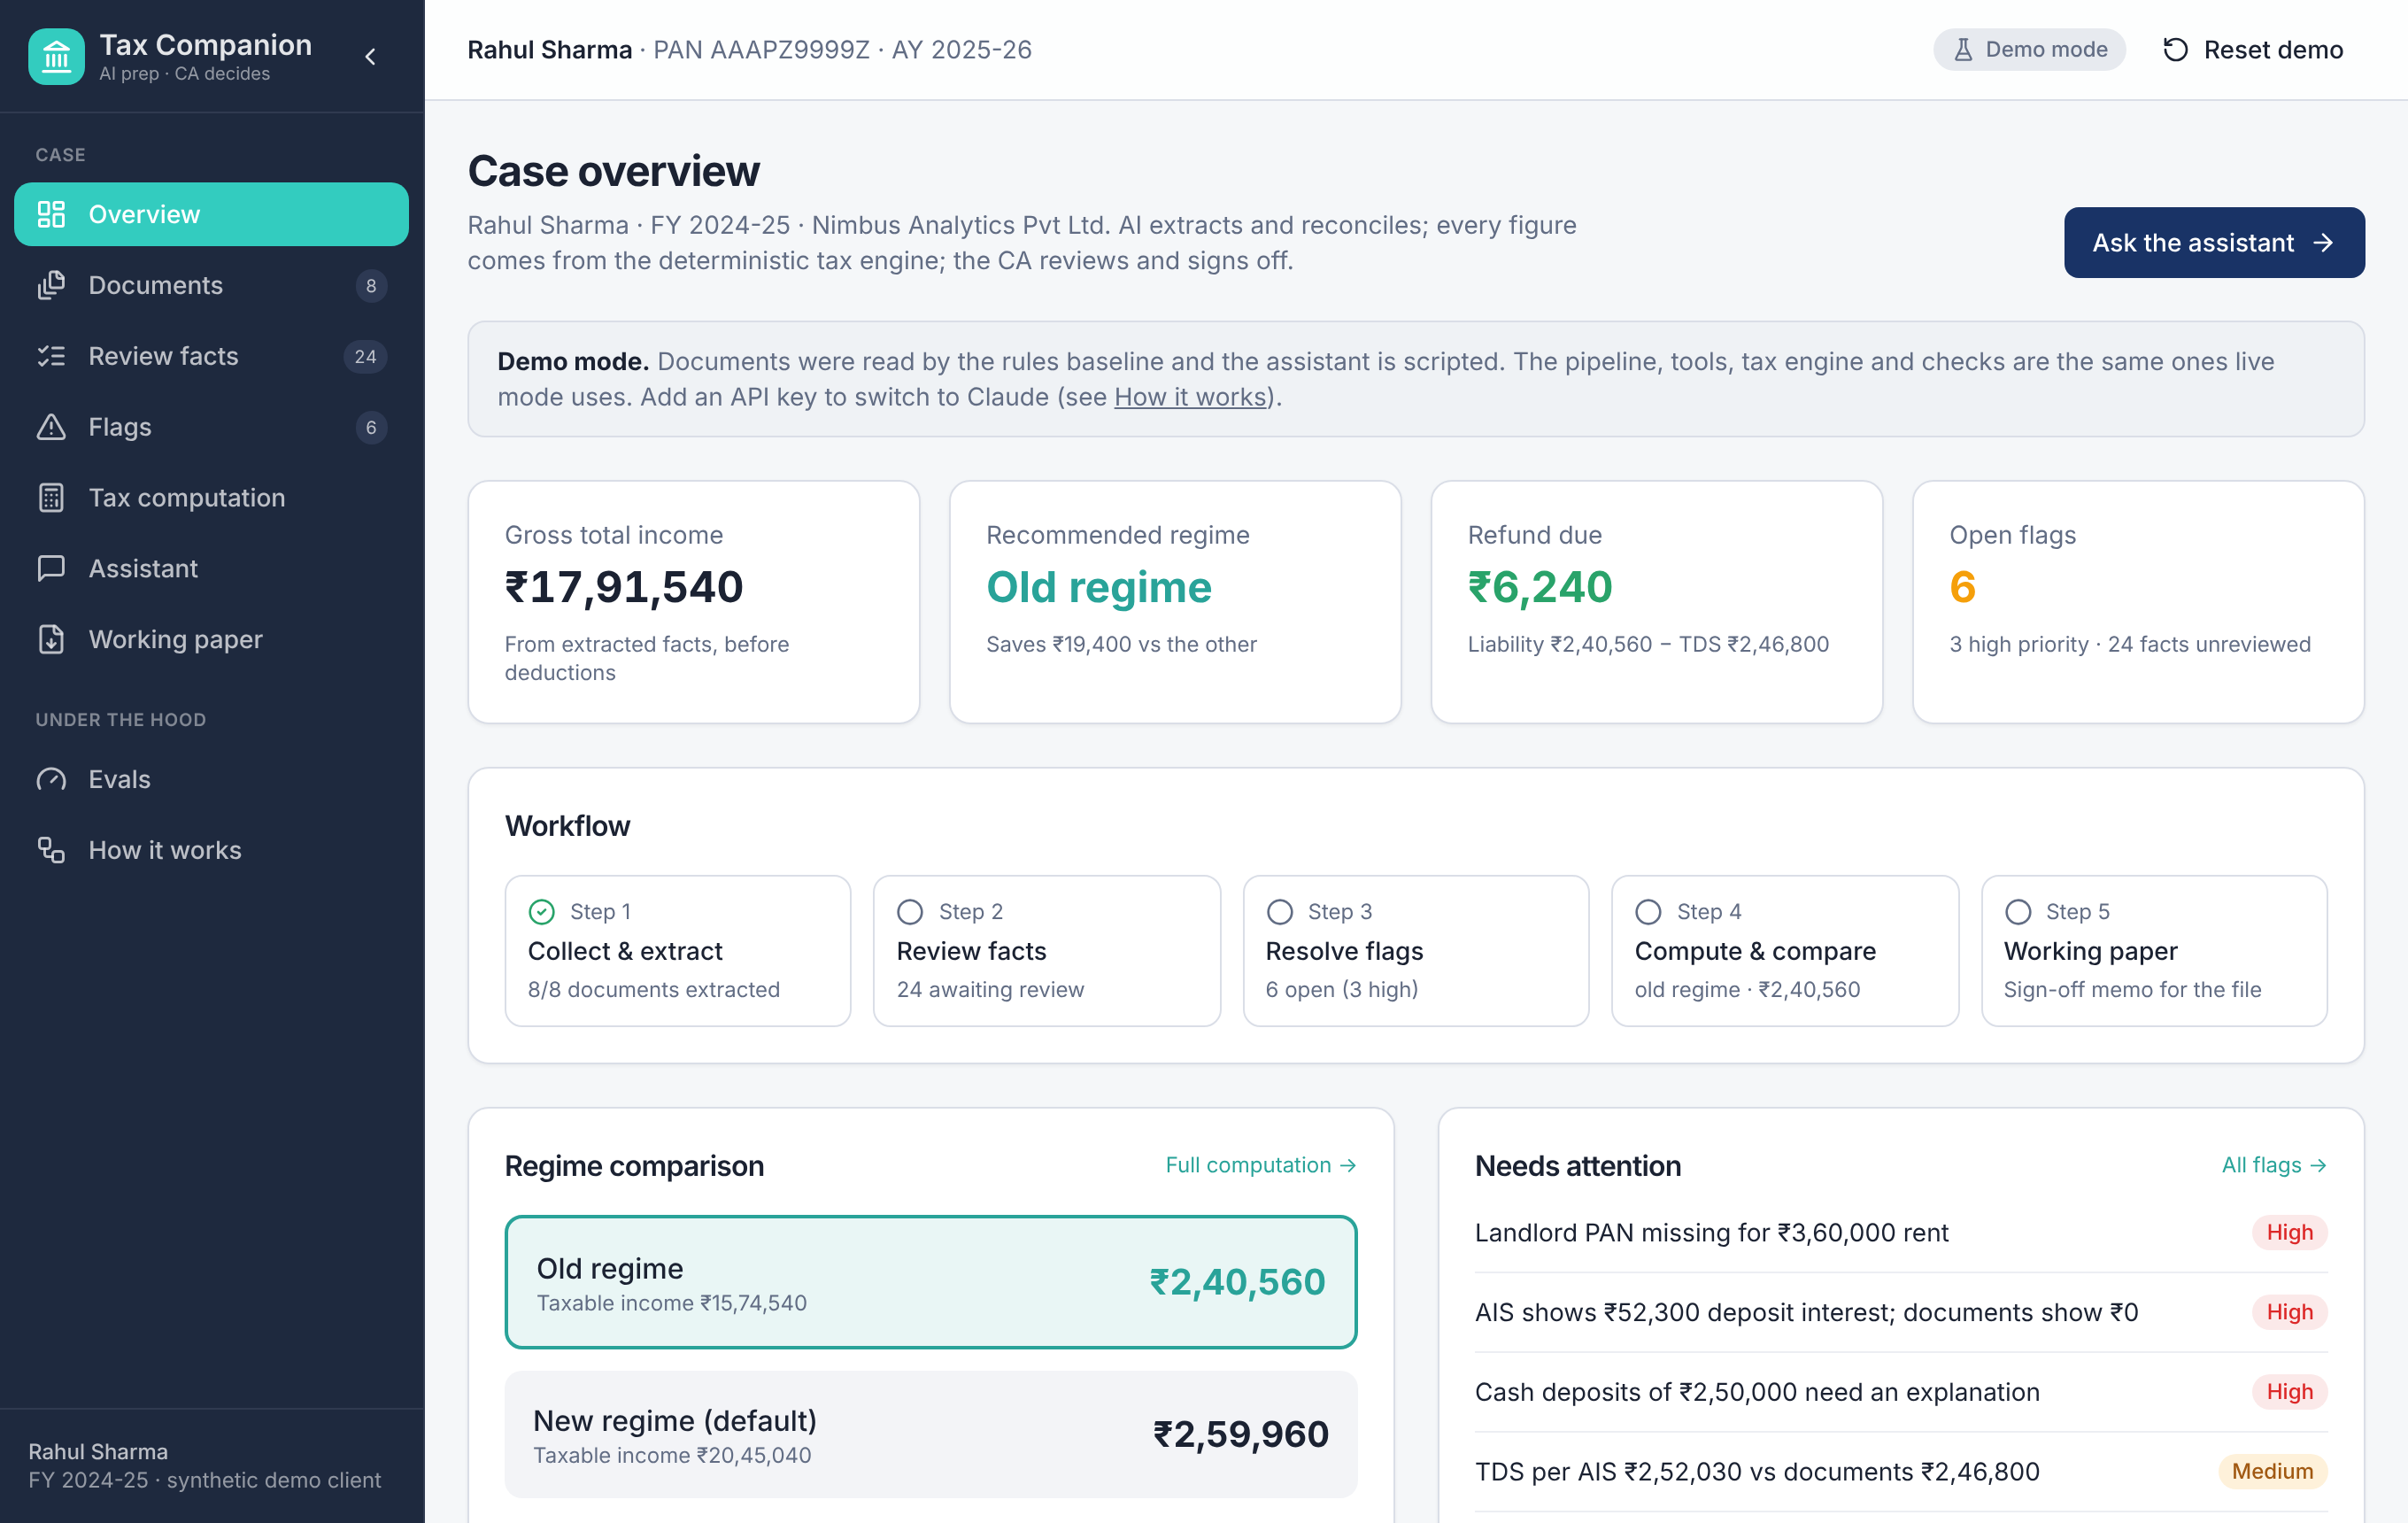 Tax Companion
AI prep · CA decides
CASE
Overview
Documents 8
Review facts 24
Flags 6
Tax computation
Assistant
Working paper
UNDER THE HOOD
Evals
How it works
Rahul Sharma
FY 2024-25 · synthetic demo client
Rahul Sharma · PAN AAAPZ9999Z · AY 2025-26
Demo mode
Reset demo
Case overview
Rahul Sharma · FY 2024-25 · Nimbus Analytics Pvt Ltd. AI extracts and reconciles; every figure
comes from the deterministic tax engine; the CA reviews and signs off.
Ask the assistant →
Demo mode. Documents were read by the rules baseline and the assistant is scripted. The pipeline, tools, tax engine and checks are the same ones live
mode uses. Add an API key to switch to Claude (see How it works).
Gross total income
₹17,91,540
From extracted facts, before
deductions
Recommended regime
Old regime
Saves ₹19,400 vs the other
Refund due
₹6,240
Liability ₹2,40,560 − TDS ₹2,46,800
Open flags
6
3 high priority · 24 facts unreviewed
Workflow
Step 1
Collect & extract
8/8 documents extracted
Step 2
Review facts
24 awaiting review
Step 3
Resolve flags
6 open (3 high)
Step 4
Compute & compare
old regime · ₹2,40,560
Step 5
Working paper
Sign-off memo for the file
Regime comparison
Full computation →
Old regime
Taxable income ₹15,74,540
₹2,40,560
New regime (default)
Taxable income ₹20,45,040
₹2,59,960
Needs attention
All flags →
Landlord PAN missing for ₹3,60,000 rent High
AIS shows ₹52,300 deposit interest; documents show ₹0 High
Cash deposits of ₹2,50,000 need an explanation High
TDS per AIS ₹2,52,030 vs documents ₹2,46,800 Medium